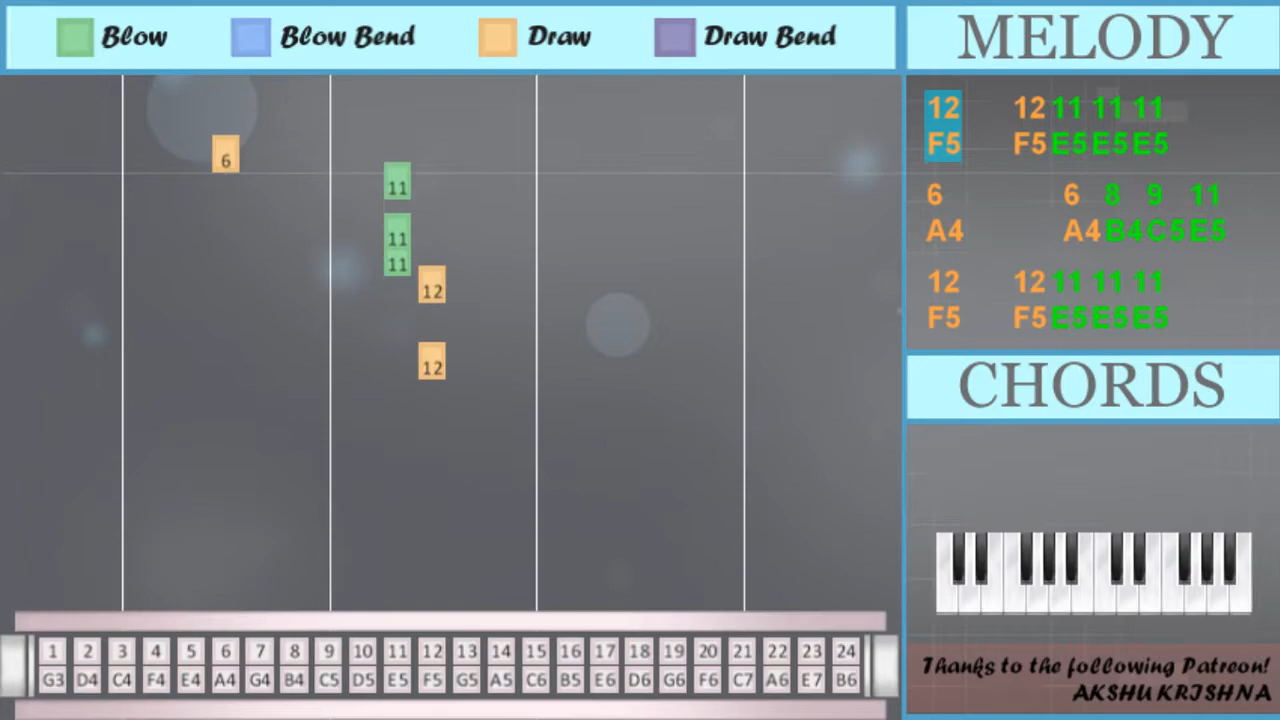 Blow Blow Bend Draw Draw Bend
MELODY
12 12 11 11 11
F5 F5 E5 E5 E5
6 6 8 9 11
A4 A4 B4 C5 E5
12 12 11 11 11
F5 F5 E5 E5 E5
6
11
11
11
12
12
CHORDS
1 2 3 4 5 6 7 8 9 10 11 12 13 14 15 16 17 18 19 20 21 22 23 24
G3 D4 C4 F4 E4 A4 G4 B4 C5 D5 E5 F5 G5 A5 C6 B5 E6 D6 G6 F6 C7 A6 E7 B6
Thanks to the following Patreon!
AKSHU KRISHNA